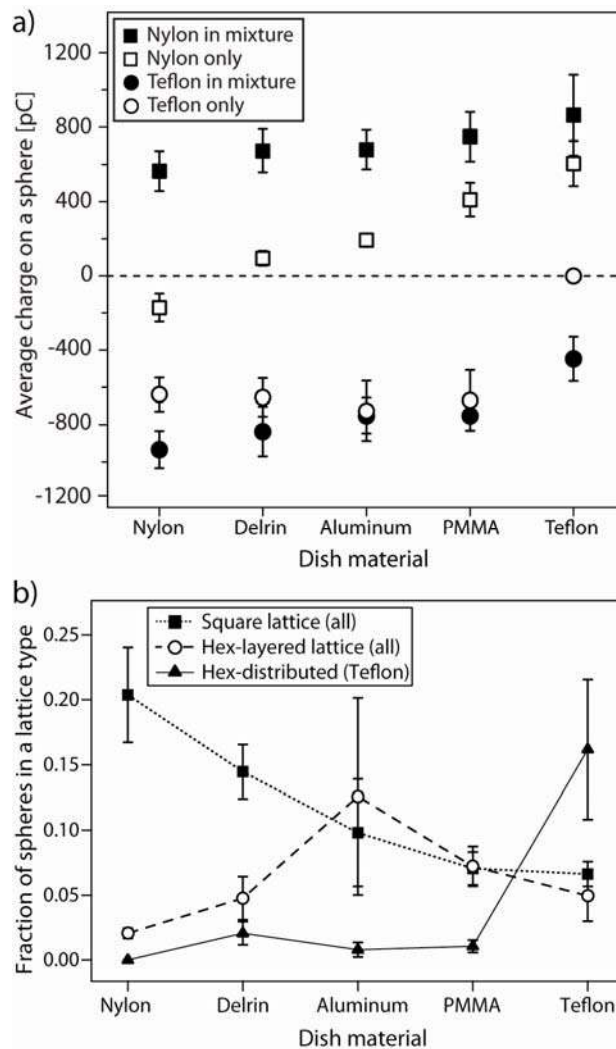 a)
Nylon in mixture
Nylon only
Teflon in mixture
Teflon only
Average charge on a sphere [pC]
1200
800
400
0
-400
-800
-1200
Nylon Delrin Aluminum PMMA Teflon
Dish material
b)
Square lattice (all)
Hex-layered lattice (all)
Hex-distributed (Teflon)
Fraction of spheres in a lattice type
0.25
0.20
0.15
0.10
0.05
0.00
Nylon Delrin Aluminum PMMA Teflon
Dish material